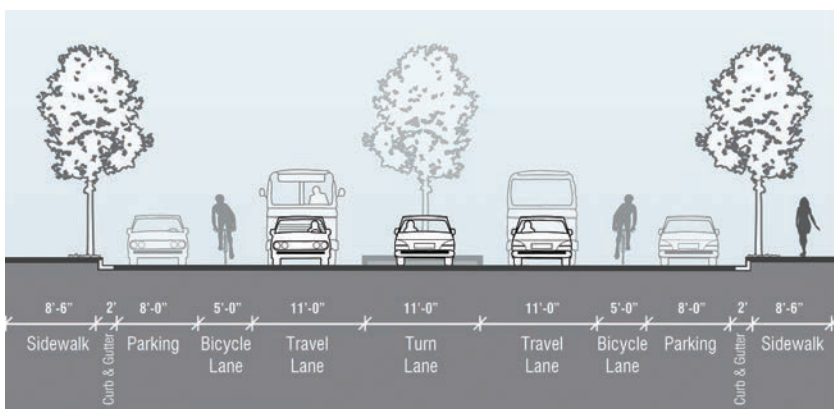 8'-6" 2' 8'-0" 5'-0" 11'-0" 11'-0" 11'-0" 5'-0" 8'-0" 2' 8'-6"
Sidewalk
Curb & Gutter
Parking
Bicycle
Lane
Travel
Lane
Turn
Lane
Travel
Lane
Bicycle
Lane
Parking
Curb & Gutter
Sidewalk